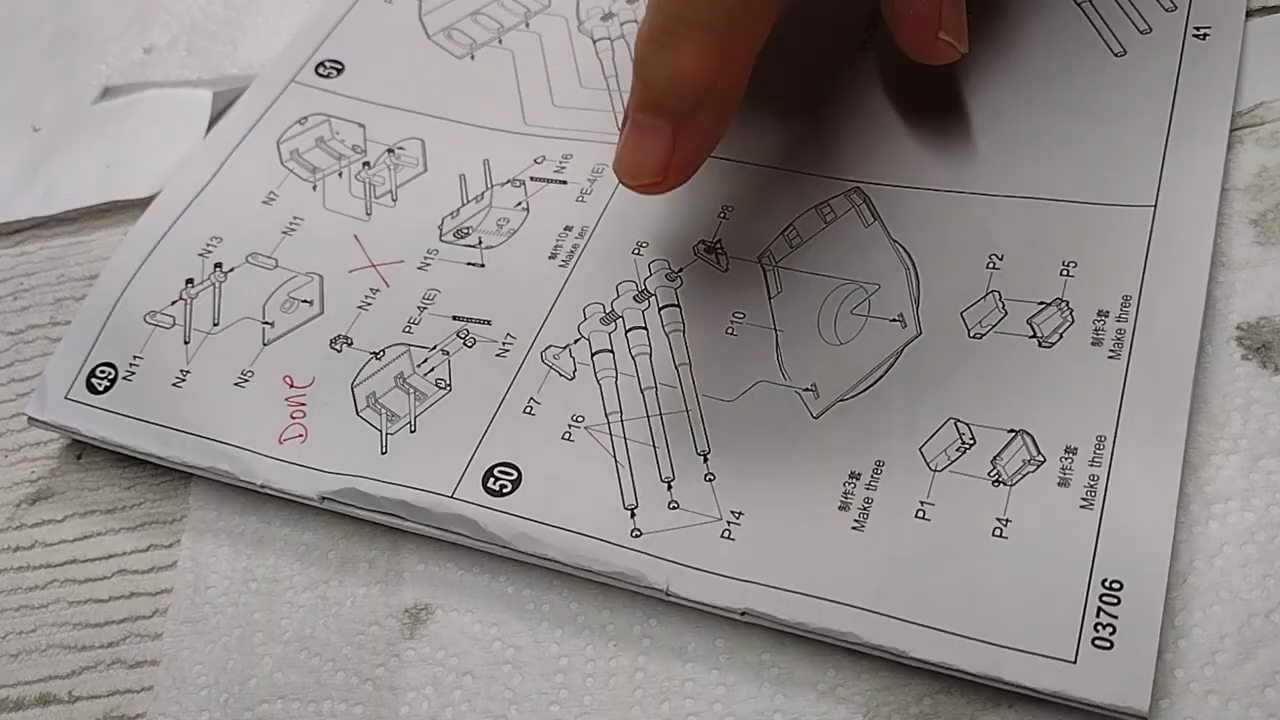 51
41
N7
N16
PE-4(E)
N13
N11
N15
制作10套
Make ten
N14
PE-4(E)
N17
49
N11
N4
N5
Done
P8
P6
P10
P7
P16
P14
50
制作3套
Make three
P2
P5
制作3套
Make three
P1
P4
制作3套
Make three
03706